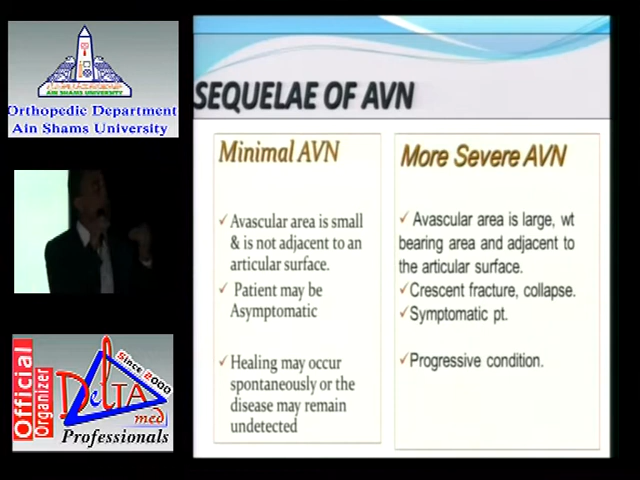 AIN SHAMS UNIVERSITY
Orthopedic Department
Ain Shams University
SEQUELAE OF AVN
Minimal AVN
✓ Avascular area is small
& is not adjacent to an
articular surface.
✓ Patient may be
Asymptomatic
✓ Healing may occur
spontaneously or the
disease may remain
undetected
More Severe AVN
✓ Avascular area is large, wt
bearing area and adjacent to
the articular surface.
✓Crescent fracture, collapse.
✓Symptomatic pt.
✓Progressive condition.
Official
Organizer
Since 2000
Delta
med
Professionals